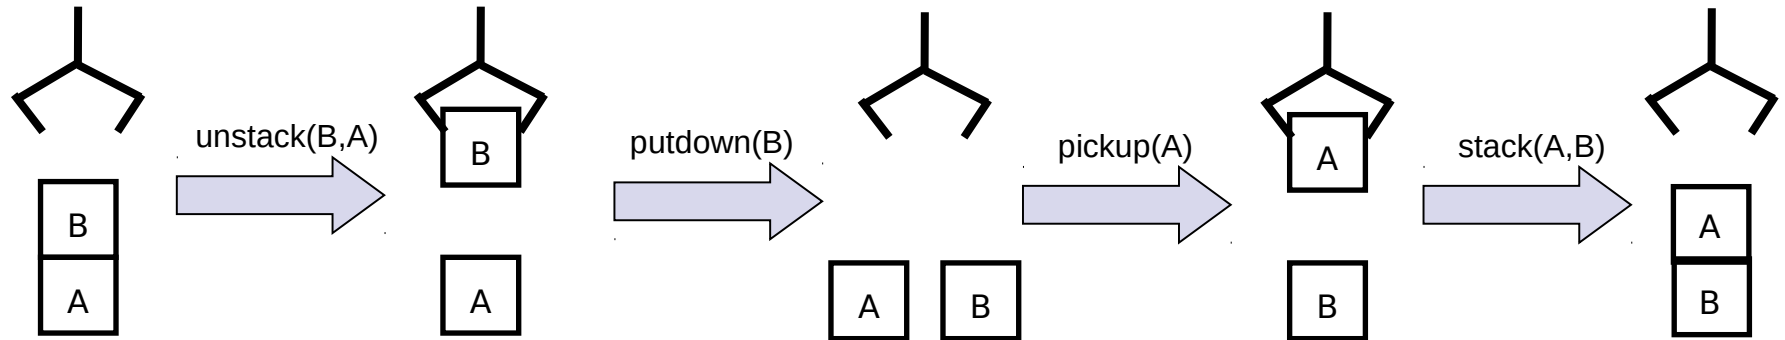 B
A
unstack(B,A)
B
A
putdown(B)
A
B
pickup(A)
A
B
stack(A,B)
A
B